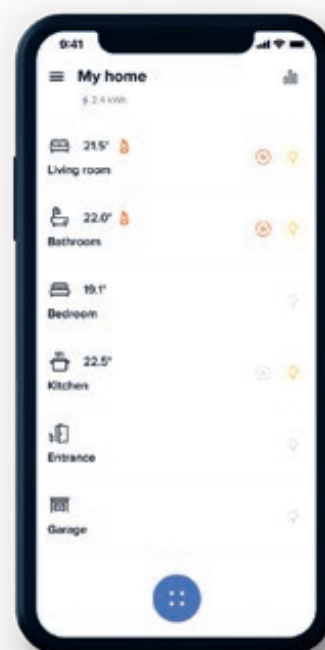 9:41
My home
2.4 kWh
21.5°
Living room
22.0°
Bathroom
19.1°
Bedroom
22.5°
Kitchen
Entrance
Garage